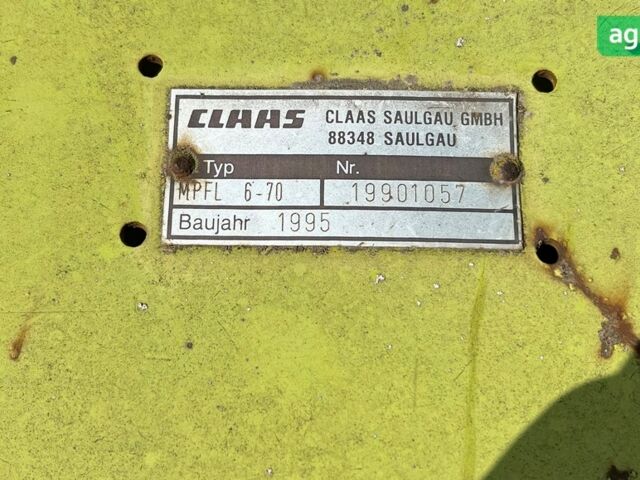 ag
CLAAS CLAAS SAULGAU GMBH
88348 SAULGAU
Typ Nr.
MPFL 6-70 19901057
Baujahr 1995